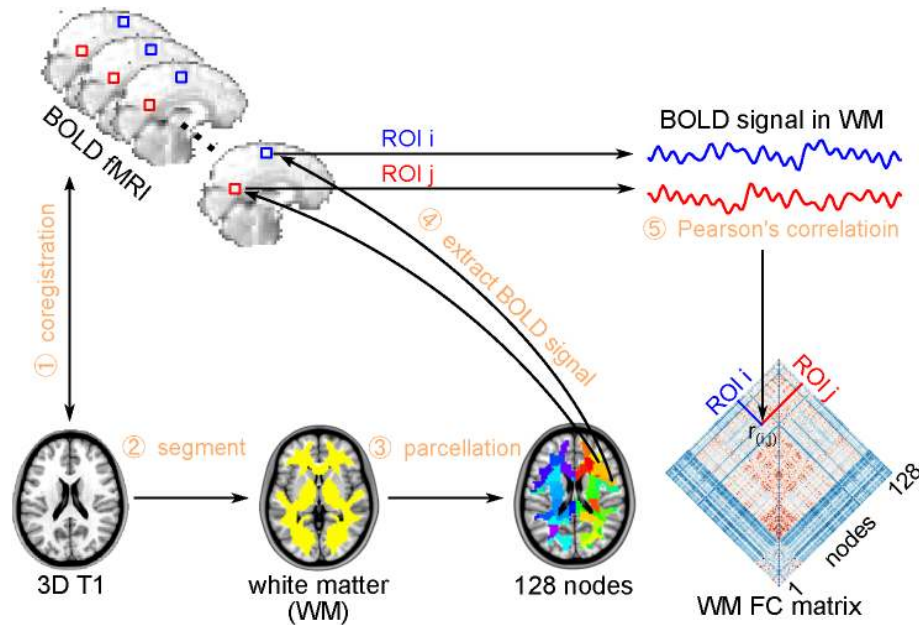 BOLD fMRI
ROI i
ROI j
BOLD signal in WM
① coregistration
④ extract BOLD signal
⑤ Pearson's correlatioin
② segment
③ parcellation
3D T1
white matter
(WM)
128 nodes
ROI i
ROI j
r(i,j)
1
nodes
128
WM FC matrix